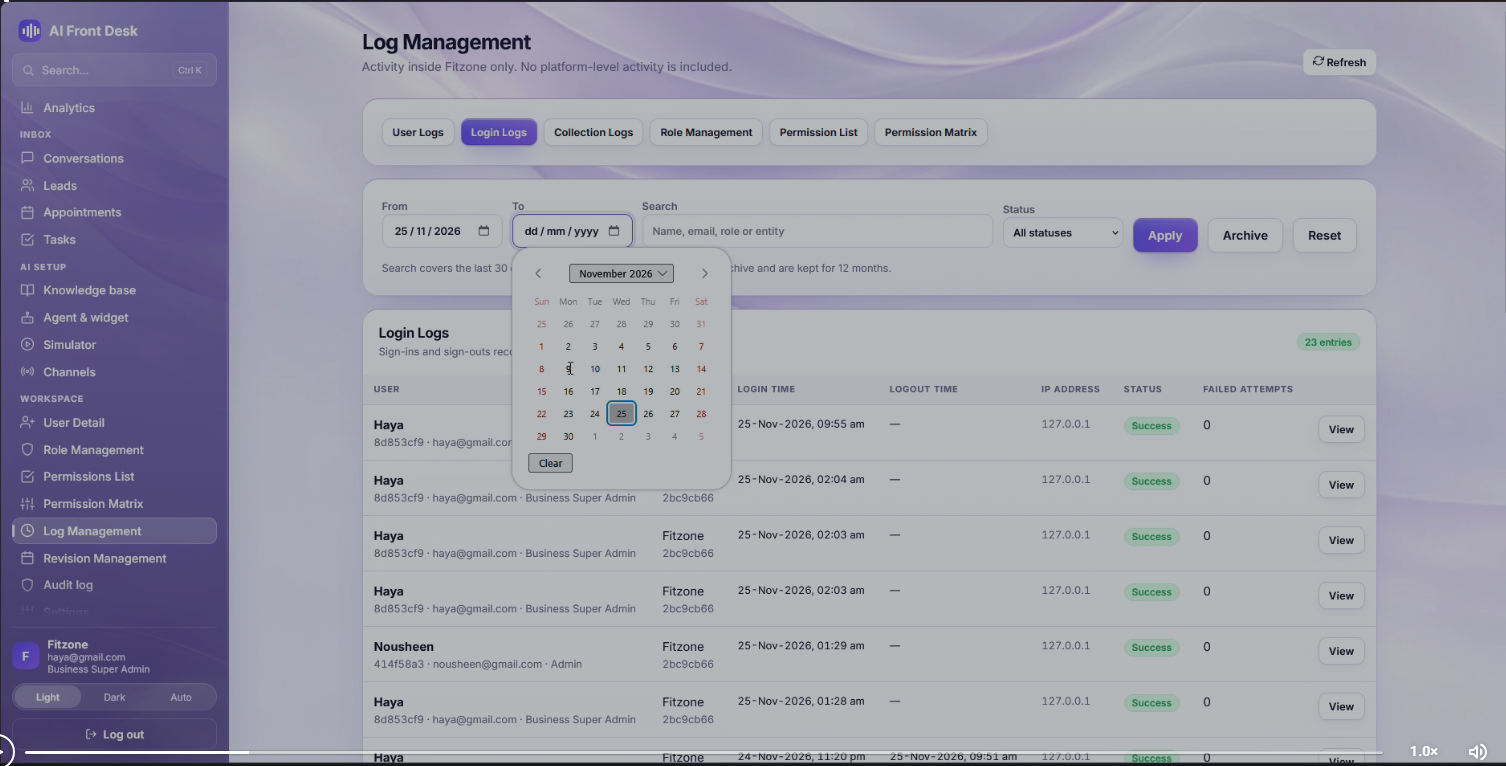 AI Front Desk
Search... Ctrl K
Analytics
INBOX
Conversations
Leads
Appointments
Tasks
AI SETUP
Knowledge base
Agent & widget
Simulator
Channels
WORKSPACE
User Detail
Role Management
Permissions List
Permission Matrix
Log Management
Revision Management
Audit log
Settings
F
Fitzone
haya@gmail.com
Business Super Admin
Light Dark Auto
Log out
Log Management
Activity inside Fitzone only. No platform-level activity is included.
Refresh
User Logs Login Logs Collection Logs Role Management Permission List Permission Matrix
From To Search Status
25 / 11 / 2026 dd / mm / yyyy Name, email, role or entity All statuses Apply Archive Reset
Search covers the last 30 chive and are kept for 12 months.
November 2026
Sun Mon Tue Wed Thu Fri Sat
25 26 27 28 29 30 31
1 2 3 4 5 6 7
8 9 10 11 12 13 14
15 16 17 18 19 20 21
22 23 24 25 26 27 28
29 30 1 2 3 4 5
Clear
Login Logs
Sign-ins and sign-outs rec
23 entries
USER LOGIN TIME LOGOUT TIME IP ADDRESS STATUS FAILED ATTEMPTS
Haya 25-Nov-2026, 09:55 am — 127.0.0.1 Success 0 View
8d853cf9 · haya@gmail.cor
Haya 25-Nov-2026, 02:04 am — 127.0.0.1 Success 0 View
8d853cf9 · haya@gmail.com · Business Super Admin 2bc9cb66
Haya Fitzone 25-Nov-2026, 02:03 am — 127.0.0.1 Success 0 View
8d853cf9 · haya@gmail.com · Business Super Admin 2bc9cb66
Haya Fitzone 25-Nov-2026, 02:03 am — 127.0.0.1 Success 0 View
8d853cf9 · haya@gmail.com · Business Super Admin 2bc9cb66
Nousheen Fitzone 25-Nov-2026, 01:29 am — 127.0.0.1 Success 0 View
414f58a3 · nousheen@gmail.com · Admin 2bc9cb66
Haya Fitzone 25-Nov-2026, 01:28 am — 127.0.0.1 Success 0 View
8d853cf9 · haya@gmail.com · Business Super Admin 2bc9cb66
Haya Fitzone 24-Nov-2026, 11:20 pm 25-Nov-2026, 09:51 am 127.0.0.1 Success 0 View
1.0×